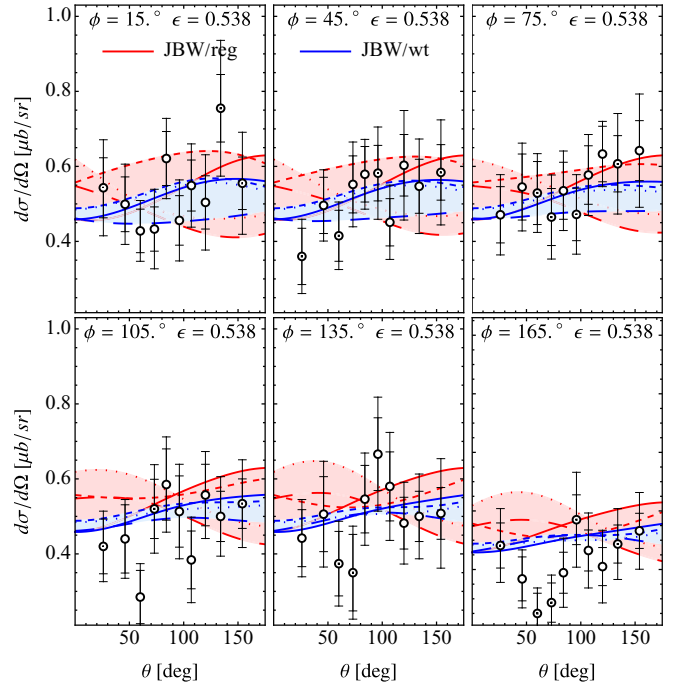 ϕ = 15.° ϵ = 0.538
ϕ = 45.° ϵ = 0.538
ϕ = 75.° ϵ = 0.538
JBW/reg
JBW/wt
1.0
0.8
0.6
0.4
dσ/dΩ [μb/sr]
ϕ = 105.° ϵ = 0.538
ϕ = 135.° ϵ = 0.538
ϕ = 165.° ϵ = 0.538
1.0
0.8
0.6
0.4
dσ/dΩ [μb/sr]
50 100 150
50 100 150
50 100 150
θ [deg]
θ [deg]
θ [deg]